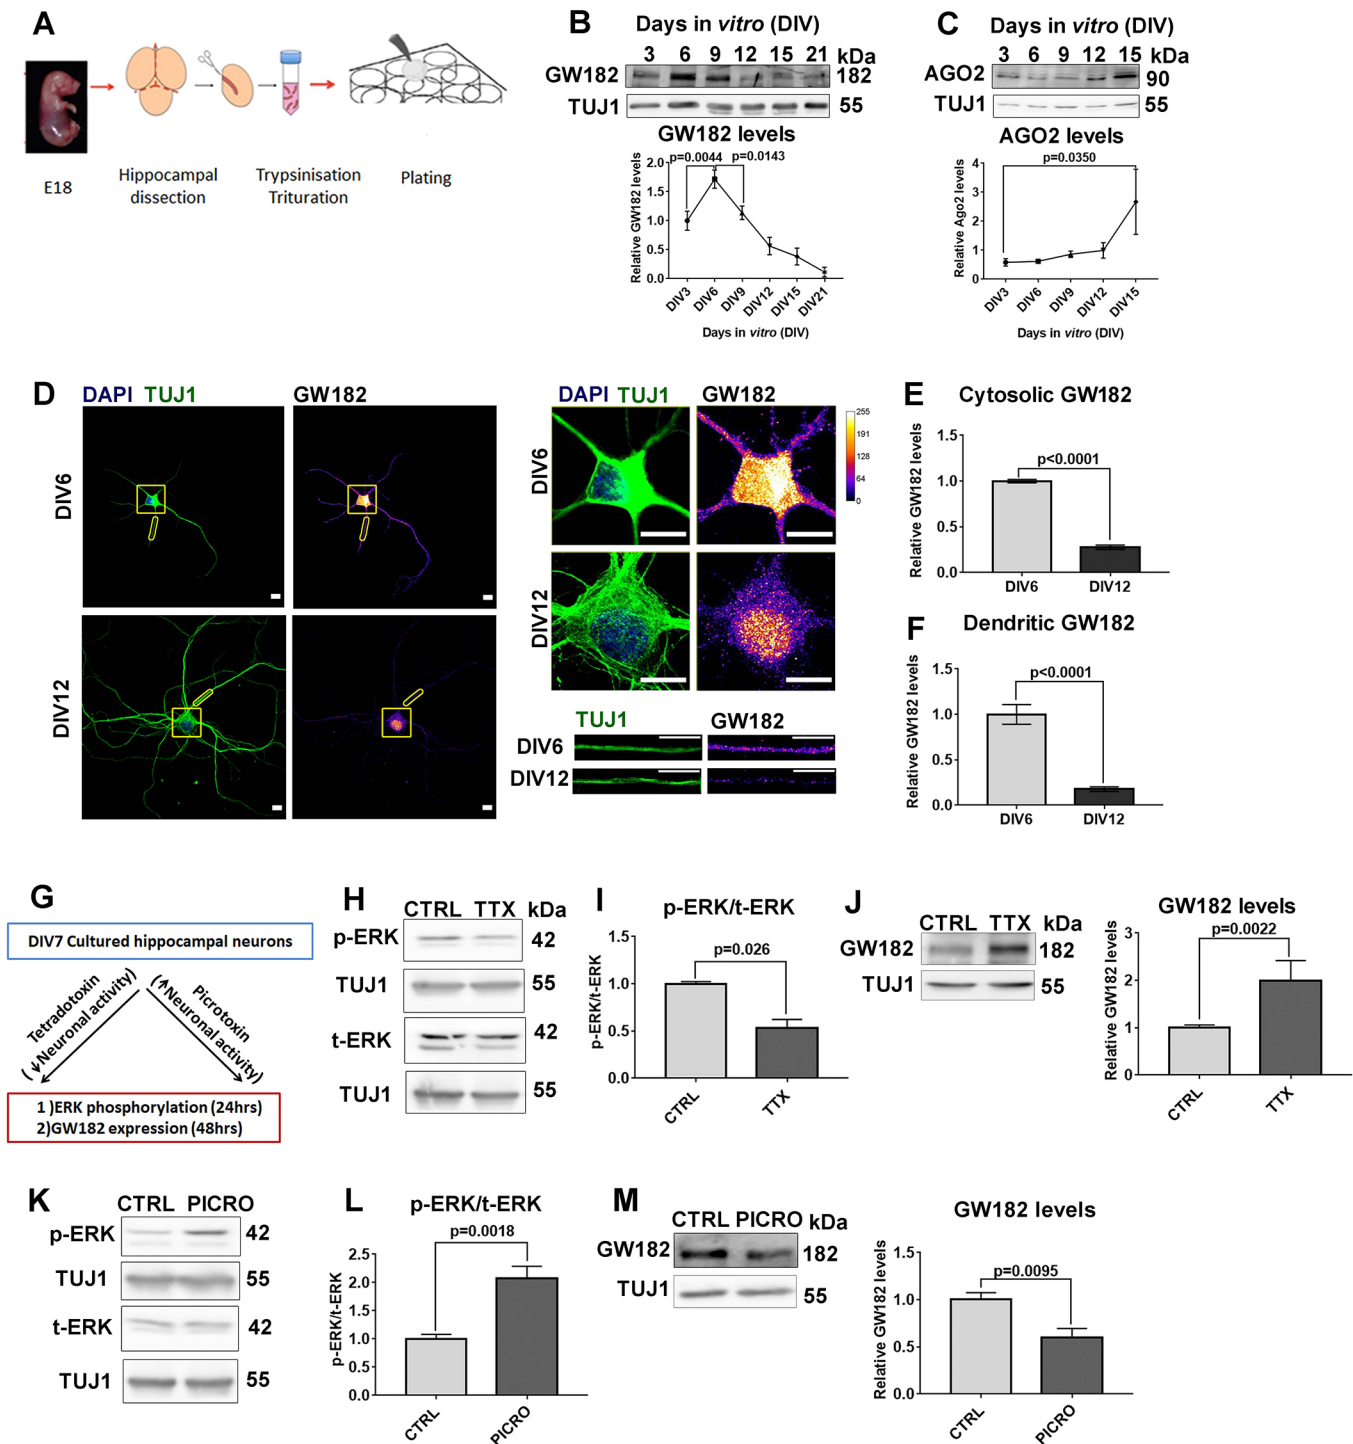 A
E18
Hippocampal
dissection
Trypsinisation
Trituration
Plating
B
Days in vitro (DIV)
3 6 9 12 15 21 kDa
GW182 182
TUJ1 55
GW182 levels
p=0.0044 p=0.0143
Relative GW182 levels
2.0
1.5
1.0
0.5
0.0
DIV3 DIV6 DIV9 DIV12 DIV15 DIV21
Days in vitro (DIV)
C
Days in vitro (DIV)
3 6 9 12 15 kDa
AGO2 90
TUJ1 55
AGO2 levels
p=0.0350
Relative Ago2 levels
4
3
2
1
0
DIV3 DIV6 DIV9 DIV12 DIV15
Days in vitro (DIV)
D
DAPI TUJ1 GW182
DIV6
DIV12
DAPI TUJ1 GW182
255
191
128
64
0
DIV6
DIV12
TUJ1 GW182
DIV6
DIV12
E
Cytosolic GW182
p<0.0001
Relative GW182 levels
1.5
1.0
0.5
0.0
DIV6 DIV12
F
Dendritic GW182
p<0.0001
Relative GW182 levels
1.5
1.0
0.5
0.0
DIV6 DIV12
G
DIV7 Cultured hippocampal neurons
Tetradotoxin
(↓Neuronal activity)
Picrotoxin
(↑Neuronal activity)
1 )ERK phosphorylation (24hrs)
2)GW182 expression (48hrs)
H
CTRL TTX kDa
p-ERK 42
TUJ1 55
t-ERK 42
TUJ1 55
I
p-ERK/t-ERK
p=0.026
p-ERK/t-ERK
1.5
1.0
0.5
0.0
CTRL TTX
J
CTRL TTX kDa
GW182 182
TUJ1 55
GW182 levels
p=0.0022
Relative GW182 levels
3
2
1
0
CTRL TTX
K
CTRL PICRO
p-ERK 42
TUJ1 55
t-ERK 42
TUJ1 55
L
p-ERK/t-ERK
p=0.0018
p-ERK/t-ERK
2.5
2.0
1.5
1.0
0.5
0.0
CTRL PICRO
M
CTRL PICRO kDa
GW182 182
TUJ1 55
GW182 levels
p=0.0095
Relative GW182 levels
1.5
1.0
0.5
0.0
CTRL PICRO